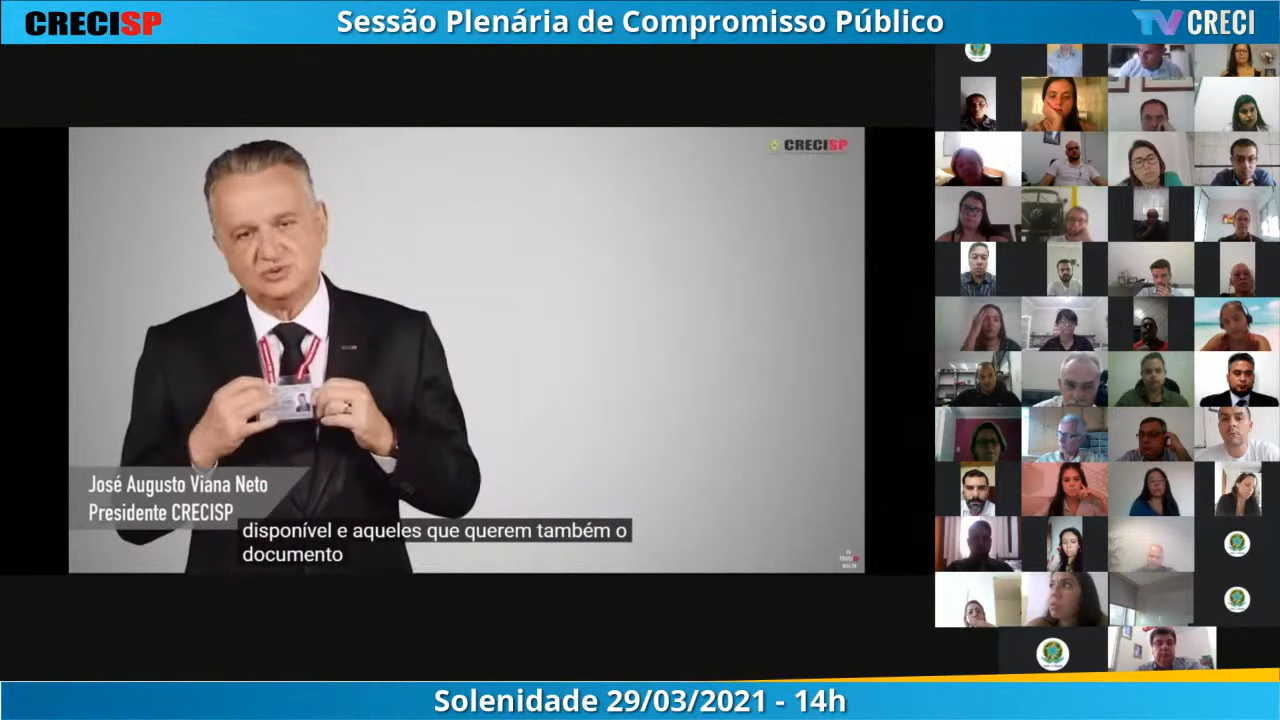 CRECISP
Sessão Plenária de Compromisso Público
TV CRECI
CRECISP
José Augusto Viana Neto
Presidente CRECISP
disponível e aqueles que querem também o
documento
Solenidade 29/03/2021 - 14h